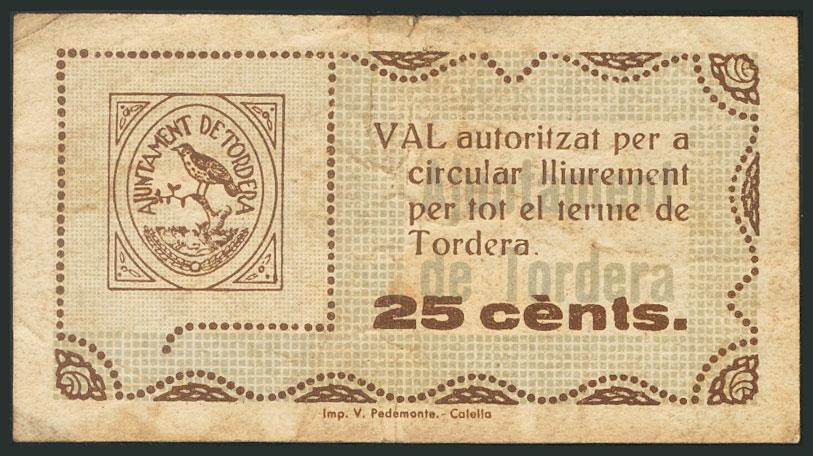 AJUNTAMENT DE TORDERA
VAL autoritzat per a
circular lliurement
per tot el terme de
Tordera.
Ajuntament
de Tordera
25 cènts.
Imp. V. Pedemonte.- Calella